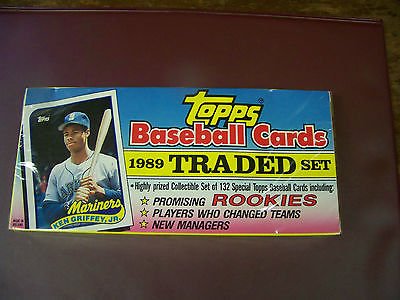 Topps
Baseball Cards
1989 TRADED SET
• Highly prized Collectible Set of 132 Special Topps Baseball Cards including:
☆ PROMISING ROOKIES
☆ PLAYERS WHO CHANGED TEAMS
☆ NEW MANAGERS
Topps
Mariners
KEN GRIFFEY, JR.